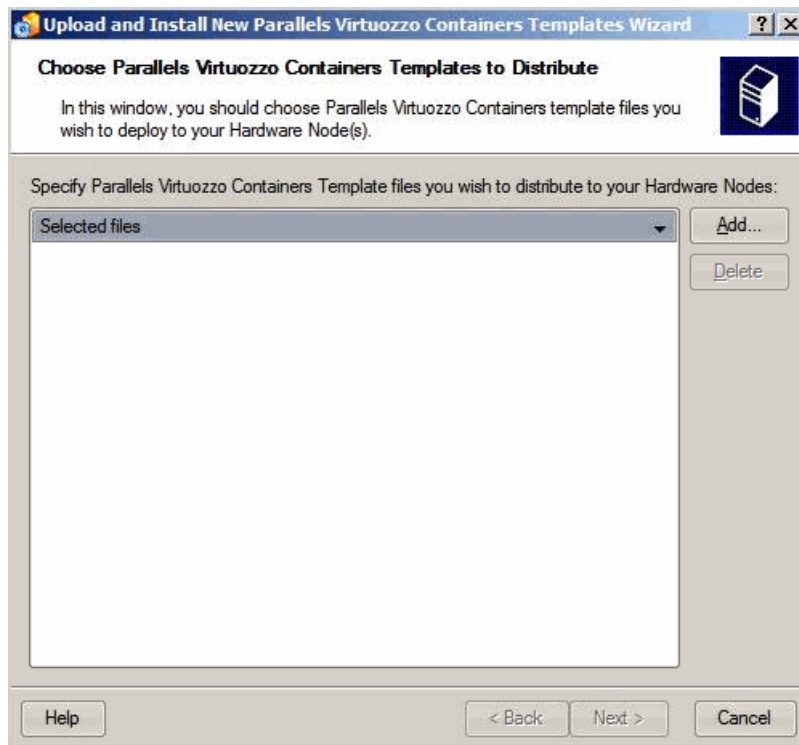 Upload and Install New Parallels Virtuozzo Containers Templates Wizard
?
Choose Parallels Virtuozzo Containers Templates to Distribute
In this window, you should choose Parallels Virtuozzo Containers template files you
wish to deploy to your Hardware Node(s).
Specify Parallels Virtuozzo Containers Template files you wish to distribute to your Hardware Nodes:
Selected files
Add...
Delete
Help
< Back
Next >
Cancel